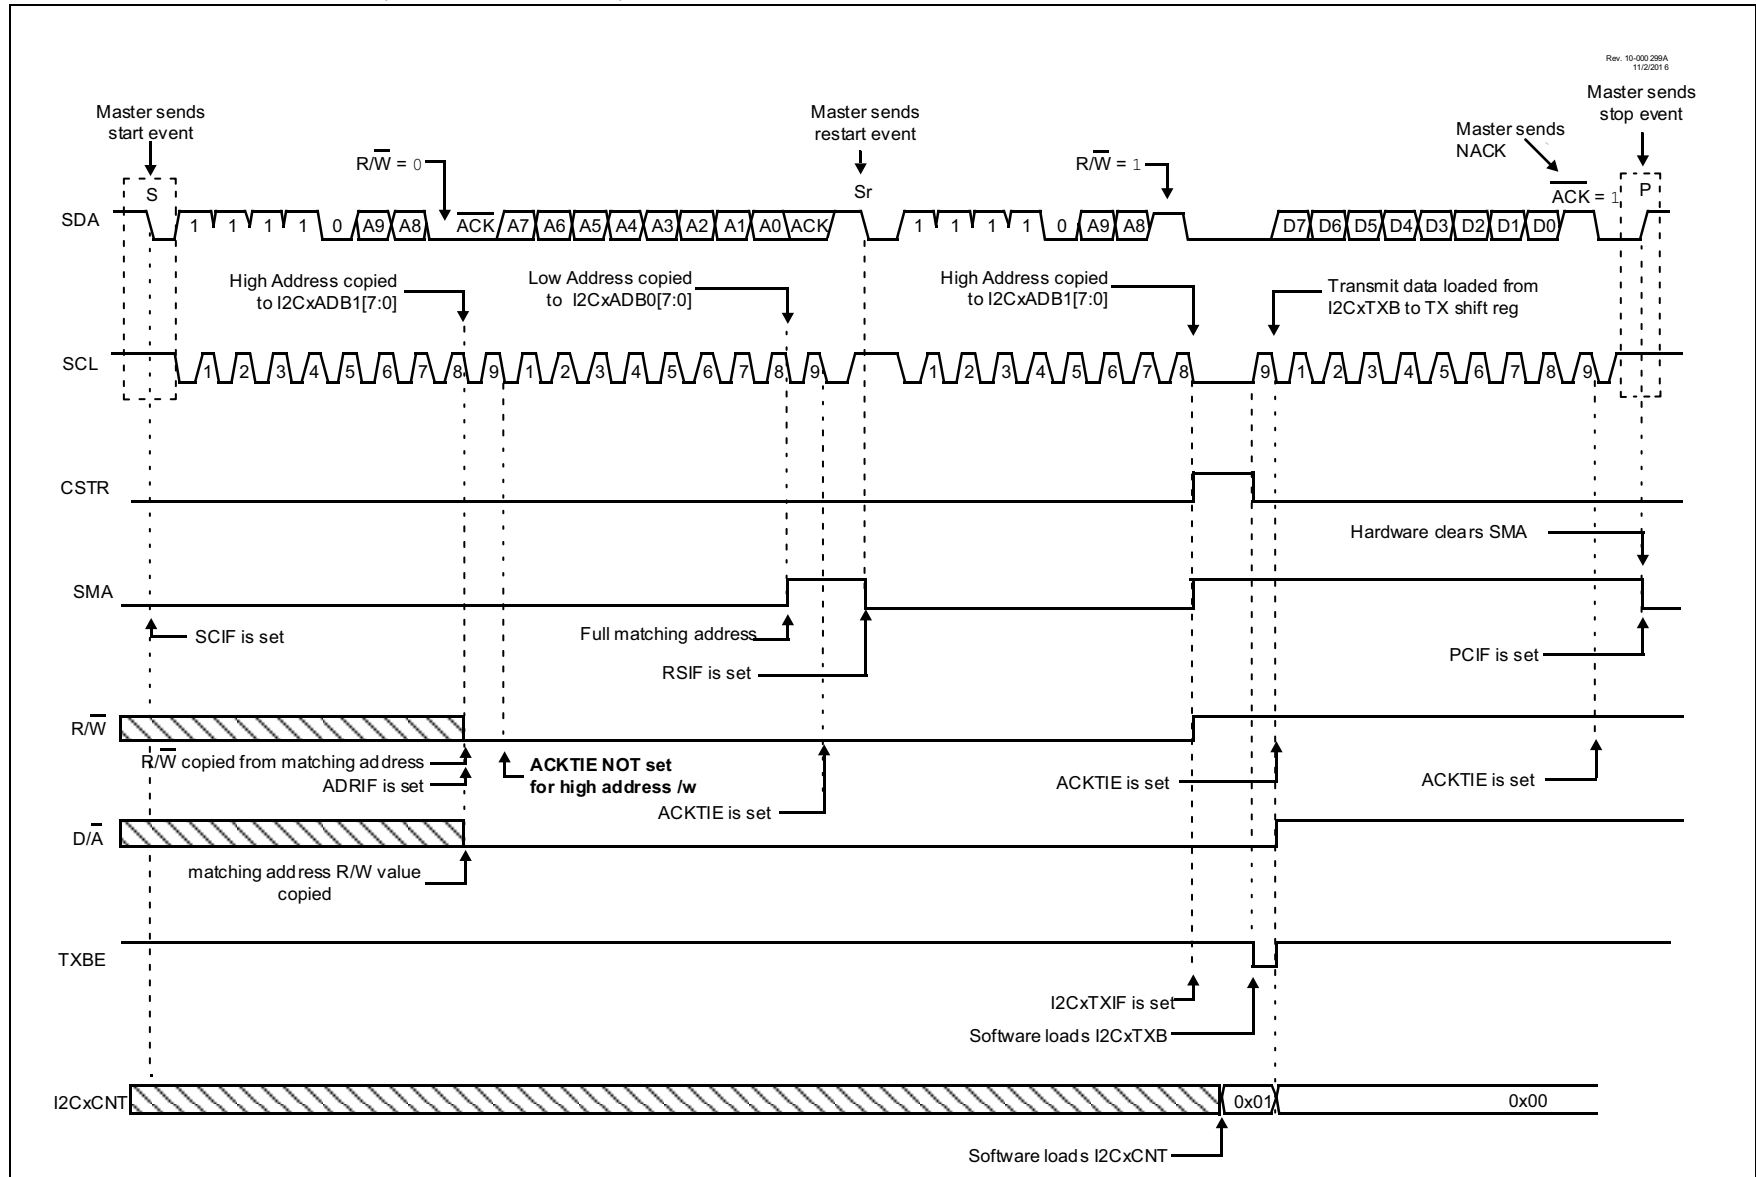 Rev. 10-000 299A
11/2/201 6
Master sends
start event
Master sends
restart event
Master sends
NACK
Master sends
stop event
R/W = 0
R/W = 1
ACK = 1
S
Sr
P
SDA
1 1 1 1 0 A9 A8 ACK A7 A6 A5 A4 A3 A2 A1 A0 ACK 1 1 1 1 0 A9 A8 D7 D6 D5 D4 D3 D2 D1 D0
High Address copied
to I2CxADB1[7:0]
Low Address copied
to I2CxADB0[7:0]
High Address copied
to I2CxADB1[7:0]
Transmit data loaded from
I2CxTXB to TX shift reg
SCL
1 2 3 4 5 6 7 8 9 1 2 3 4 5 6 7 8 9 1 2 3 4 5 6 7 8 9 1 2 3 4 5 6 7 8 9
CSTR
Hardware clears SMA
SMA
SCIF is set
Full matching address
RSIF is set
PCIF is set
R/W
R/W copied from matching address
ADRIF is set
ACKTIE NOT set
for high address /w
ACKTIE is set
ACKTIE is set
ACKTIE is set
D/A
matching address R/W value
copied
TXBE
I2CxTXIF is set
Software loads I2CxTXB
I2CxCNT
0x01
0x00
Software loads I2CxCNT